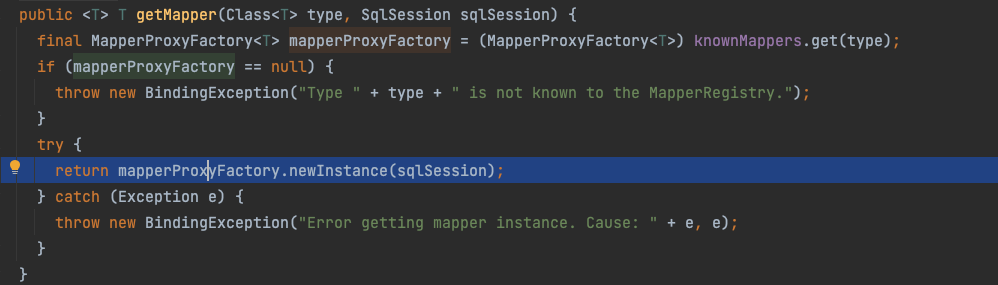 public <T> T getMapper(Class<T> type, SqlSession sqlSession) {
final MapperProxyFactory<T> mapperProxyFactory = (MapperProxyFactory<T>) knownMappers.get(type);
if (mapperProxyFactory == null) {
throw new BindingException("Type " + type + " is not known to the MapperRegistry.");
}
try {
return mapperProxyFactory.newInstance(sqlSession);
} catch (Exception e) {
throw new BindingException("Error getting mapper instance. Cause: " + e, e);
}
}